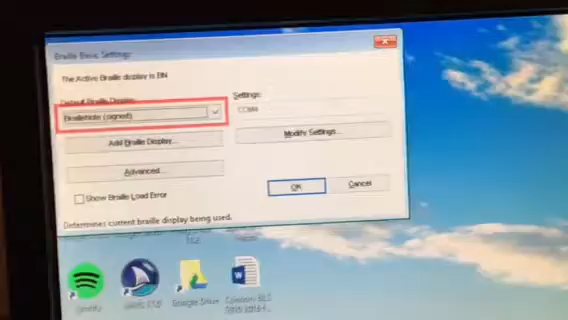 Braille Basic Settings
The Active Braille display is BN
Default Braille Display:
BrailleNote (signed)
Settings:
COM4
Add Braille Display...
Modify Settings...
Advanced...
Show Braille Load Error
OK
Cancel
Determines current braille display being used.
Spotify
Google Drive